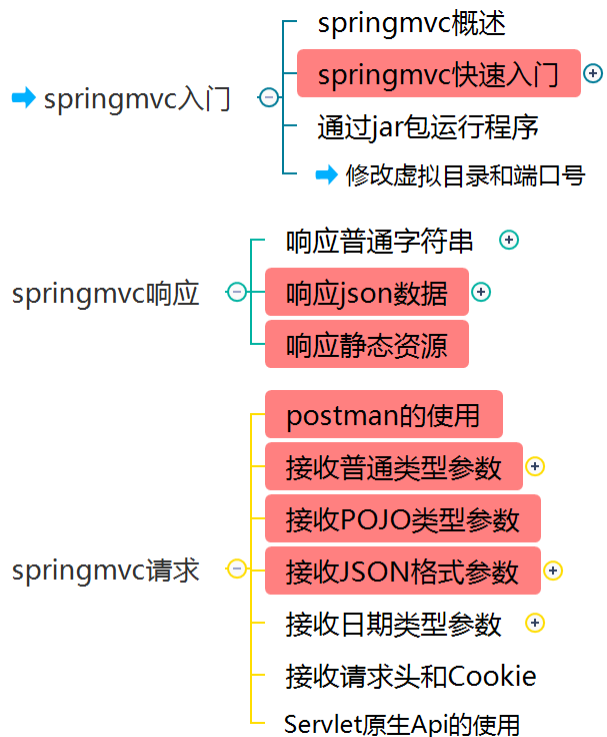 springmvc概述
springmvc快速入门
springmvc入门
通过jar包运行程序
修改虚拟目录和端口号
响应普通字符串
springmvc响应
响应json数据
响应静态资源
postman的使用
接收普通类型参数
接收POJO类型参数
springmvc请求
接收JSON格式参数
接收日期类型参数
接收请求头和Cookie
Servlet原生Api的使用